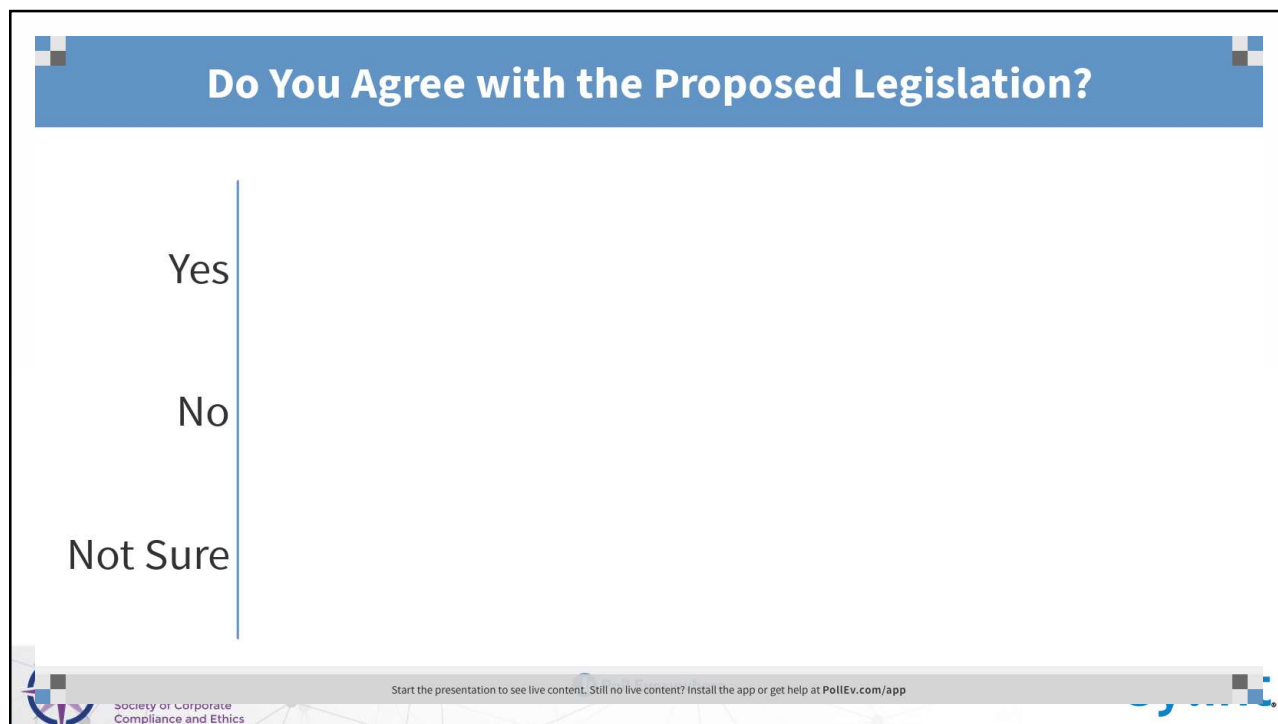 Do You Agree with the Proposed Legislation?
Yes
No
Not Sure
Start the presentation to see live content. Still no live content? Install the app or get help at PollEv.com/app
Society of Corporate
Compliance and Ethics